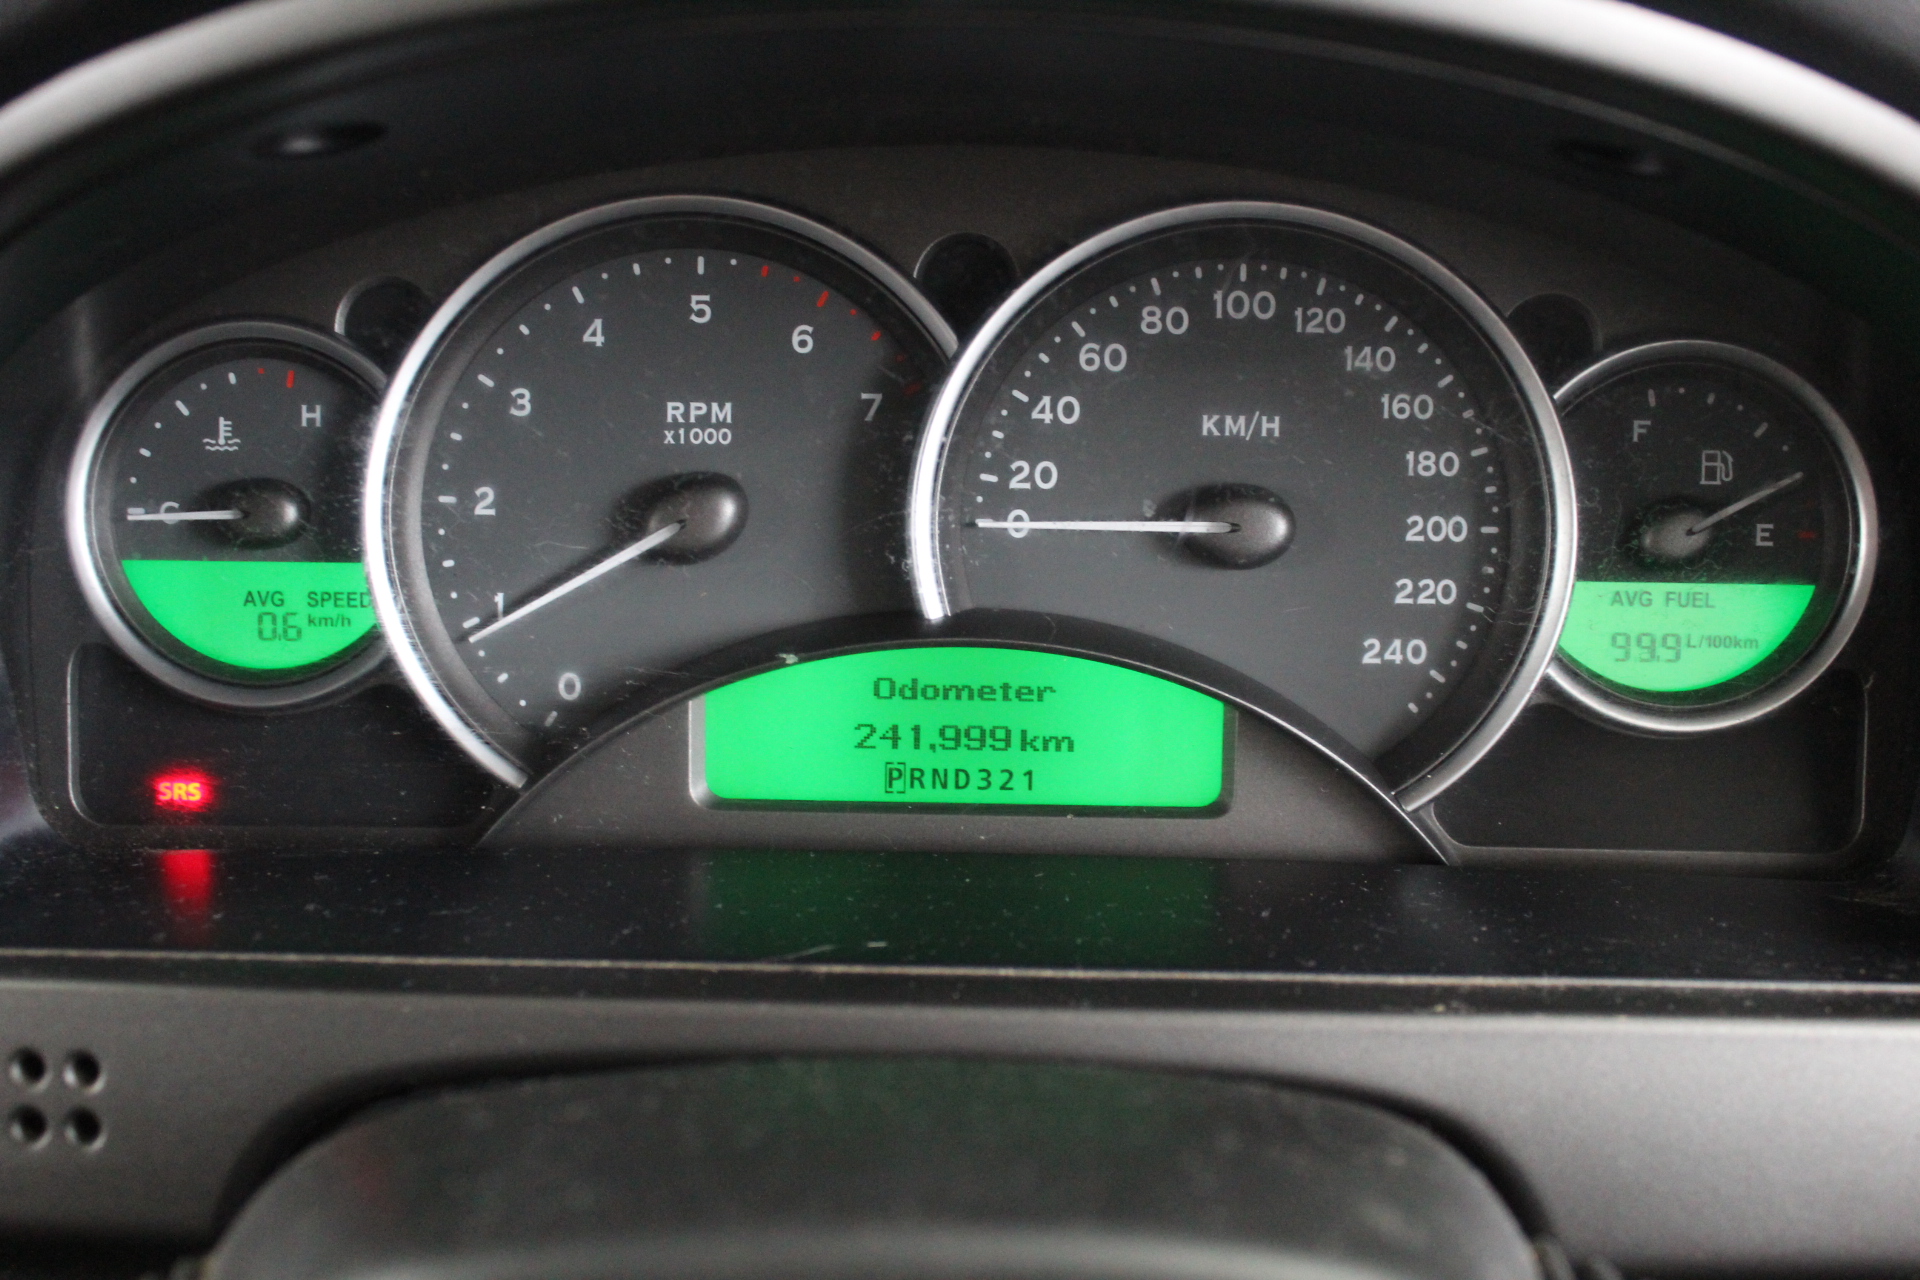 H
C
AVG SPEED
0.6 km/h
SRS
0
1
2
3
4
5
6
7
RPM
x1000
Odometer
241,999 km
PRND321
0
20
40
60
80
100
120
140
160
180
200
220
240
KM/H
F
E
AVG FUEL
99.9 L/100km